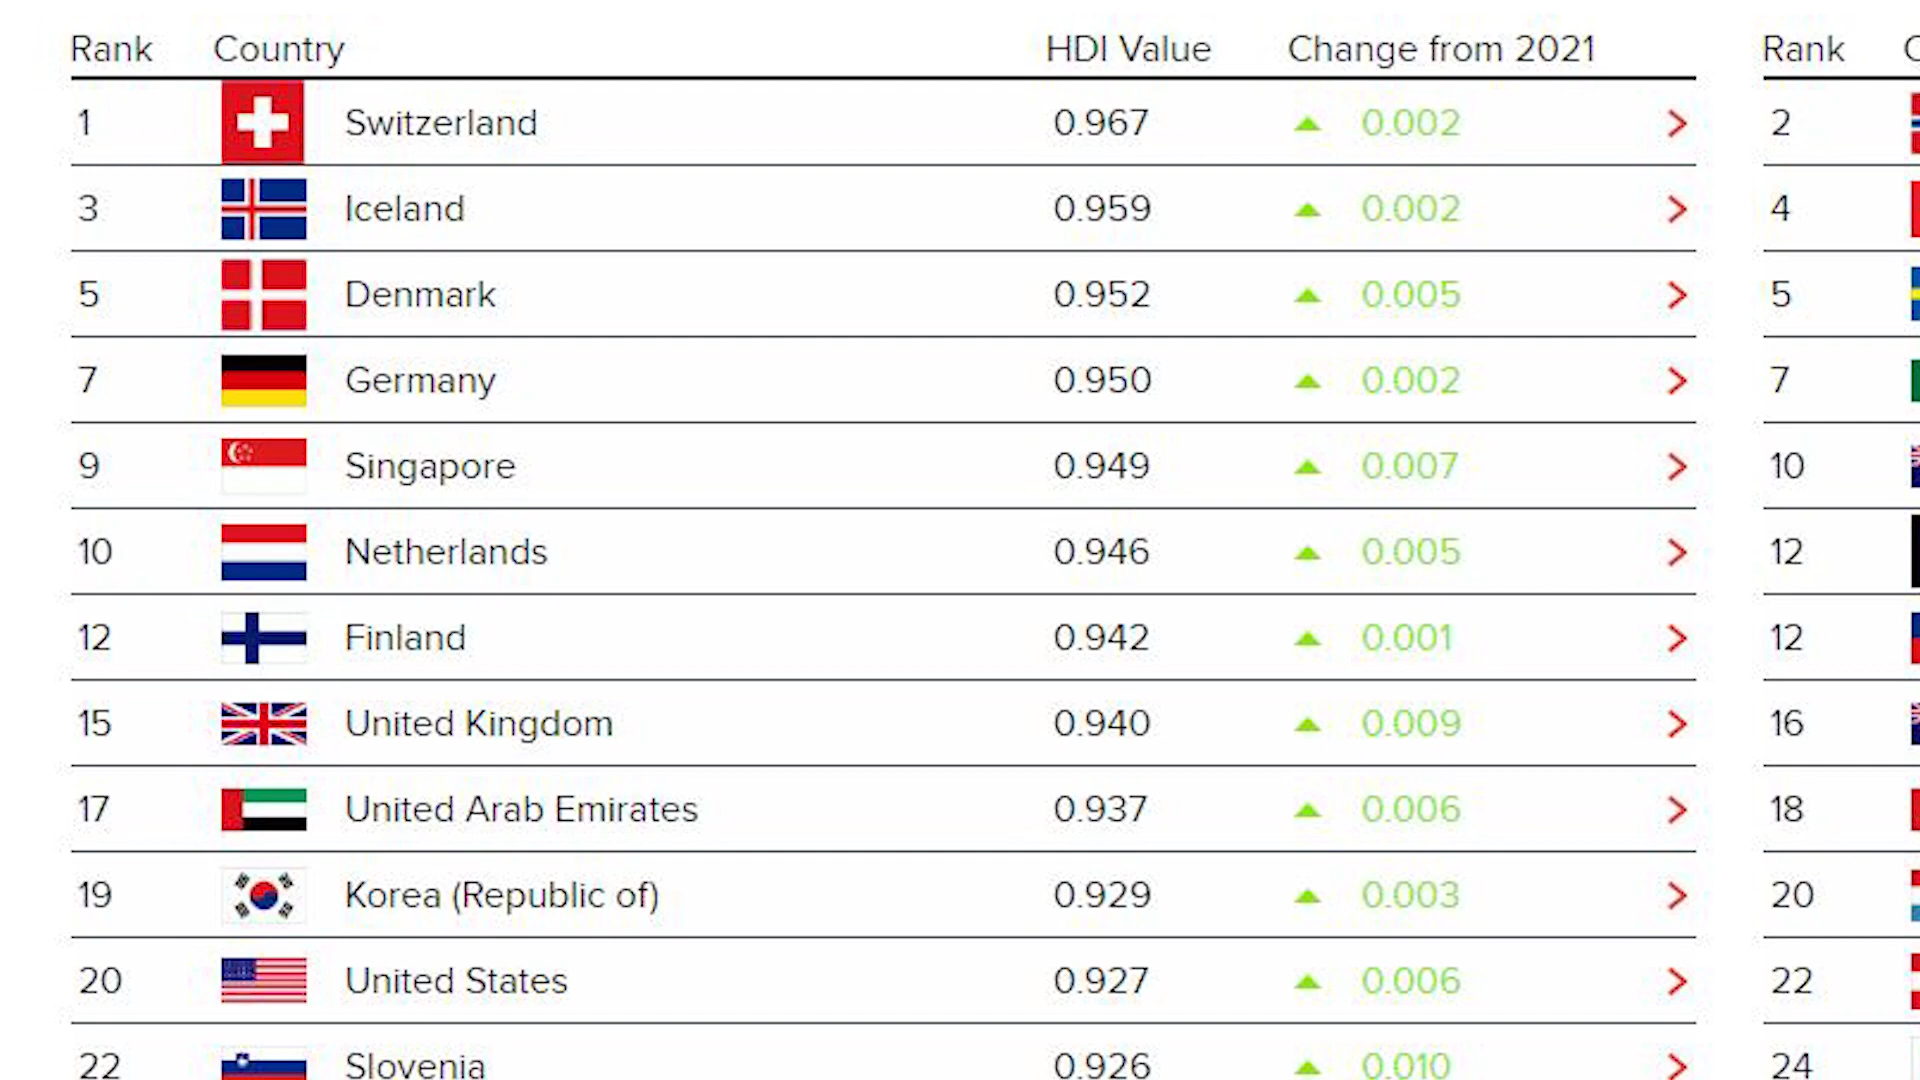 Rank Country HDI Value Change from 2021 Rank
1 Switzerland 0.967 0.002 2
3 Iceland 0.959 0.002 4
5 Denmark 0.952 0.005 5
7 Germany 0.950 0.002 7
9 Singapore 0.949 0.007 10
10 Netherlands 0.946 0.005 12
12 Finland 0.942 0.001 12
15 United Kingdom 0.940 0.009 16
17 United Arab Emirates 0.937 0.006 18
19 Korea (Republic of) 0.929 0.003 20
20 United States 0.927 0.006 22
22 Slovenia 0.926 0.010 24